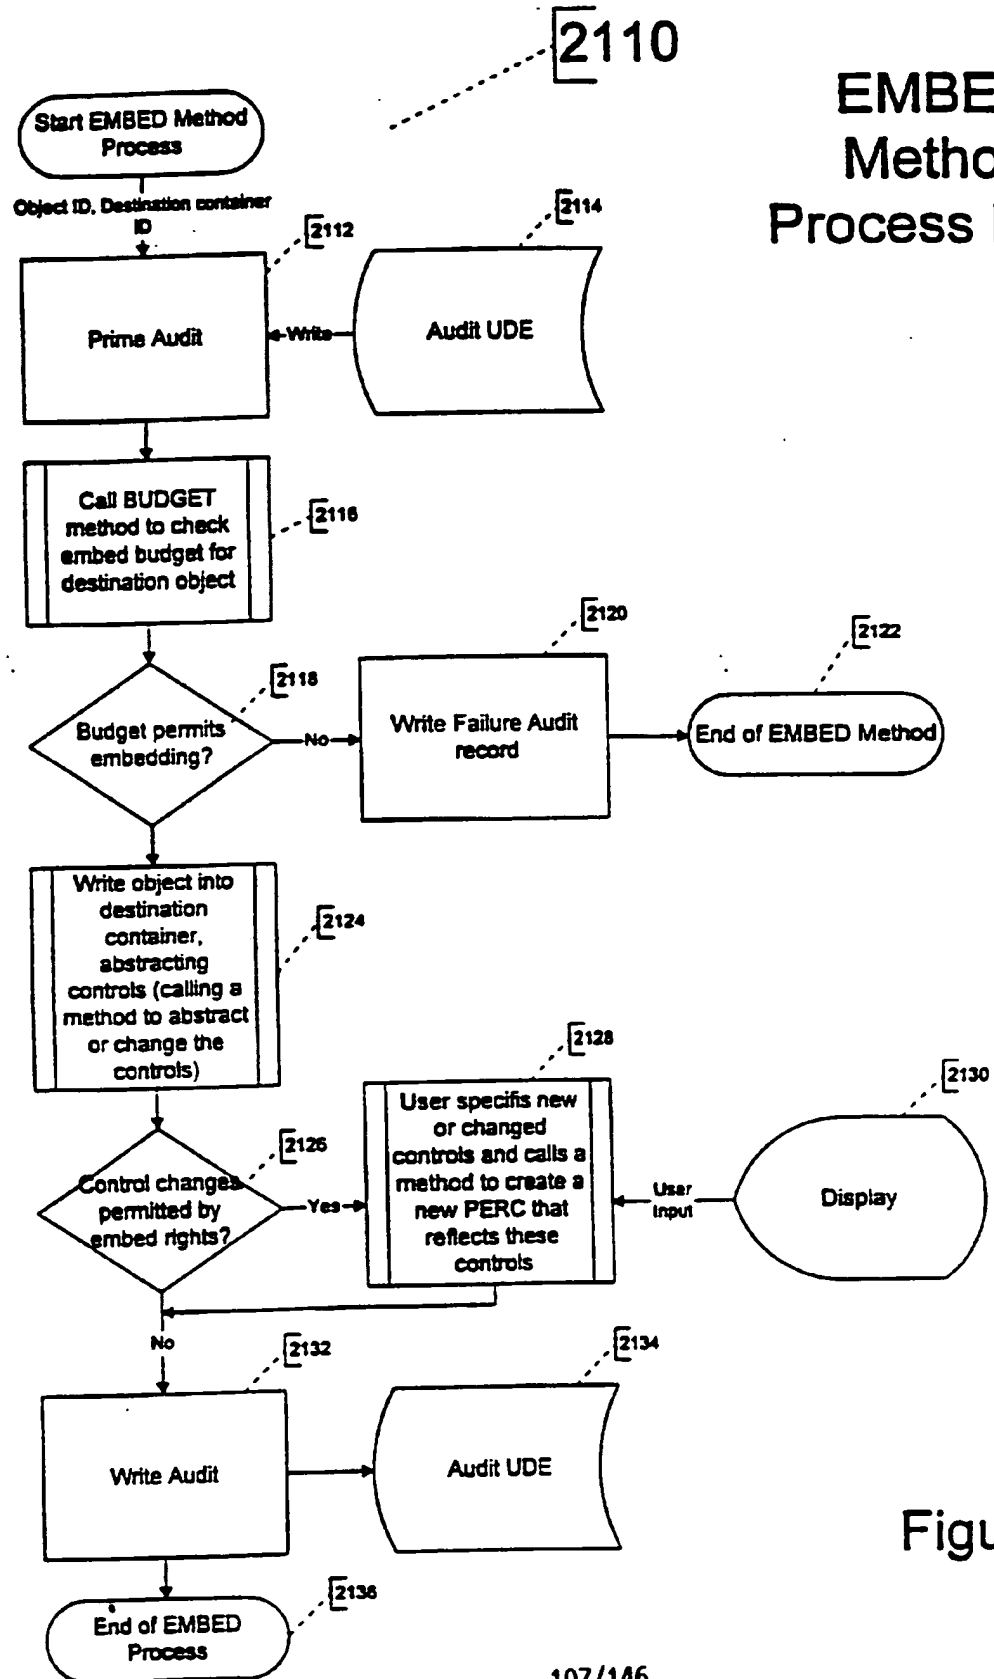 2110
EMBE
Metho
Process
Start EMBED Method
Process
Object ID, Destination container
ID
2112
2114
Prime Audit
Write
Audit UDE
Call BUDGET
method to check
embed budget for
destination object
2116
2118
2120
2122
Budget permits
embedding?
No
Write Failure Audit
record
End of EMBED Method
Write object into
destination
container,
abstracting
controls (calling a
method to abstract
or change the
controls)
2124
2126
2128
2130
Control changes
permitted by
embed rights?
Yes
User specifis new
or changed
controls and calls a
method to create a
new PERC that
reflects these
controls
User
Input
Display
No
2132
2134
Write Audit
Audit UDE
Figu
2136
End of EMBED
Process
107/146